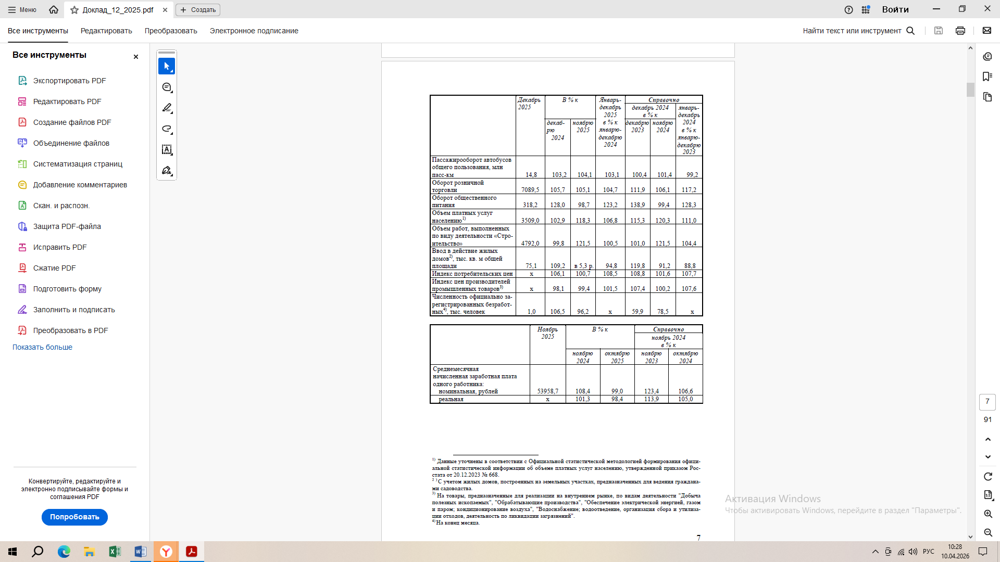 Меню
Доклад_12_2025.pdf
Создать
Войти
Все инструменты
Редактировать
Преобразовать
Электронное подписание
Найти текст или инструмент
Все инструменты
Экспортировать PDF
Редактировать PDF
Создание файлов PDF
Объединение файлов
Систематизация страниц
Добавление комментариев
Скан. и распозн.
Защита PDF-файла
Исправить PDF
Сжатие PDF
Подготовить форму
Заполнить и подписать
Преобразовать в PDF
Показать больше
Конвертируйте, редактируйте и
электронно подписывайте формы и
соглашения PDF
Попробовать
Декабрь
2025
В % к
декаб-
рю
2024
ноябрю
2025
Январь-
декабрь
2025
в % к
январю-
декабрю
2024
Справочно
декабрь 2024
в % к
декабрю
2023
ноябрю
2024
январь-
декабрь
2024
в % к
январю-
декабрю
2023
Пассажирооборот автобусов
общего пользования, млн
пасс-км 14,8 103,2 104,1 103,1 100,4 101,4 99,2
Оборот розничной
торговли 7089,5 105,7 105,1 104,7 111,9 106,1 117,2
Оборот общественного
питания 318,2 128,0 98,7 123,2 138,9 99,4 128,3
Объем платных услуг
населению1) 3509,0 102,9 118,3 106,8 115,3 120,3 111,0
Объем работ, выполненных
по виду деятельности «Стро-
ительство» 4792,0 99,8 121,5 100,5 101,0 121,5 104,4
Ввод в действие жилых
домов2), тыс. кв. м общей
площади 75,1 109,2 в 5,3 р. 94,8 119,8 91,2 88,8
Индекс потребительских цен х 106,1 100,7 108,5 108,8 101,6 107,7
Индекс цен производителей
промышленных товаров3) х 98,1 99,4 101,5 107,4 100,2 107,6
Численность официально за-
регистрированных безработ-
ных4), тыс. человек 1,0 106,5 96,2 х 59,9 78,5 х
Ноябрь
2025
В % к
ноябрю
2024
октябрю
2025
Справочно
ноябрь 2024
в % к
ноябрю
2023
октябрю
2024
Среднемесячная
начисленная заработная плата
одного работника:
номинальная, рублей 53958,7 108,4 99,0 123,4 106,6
реальная х 101,3 98,4 113,9 105,0
1) Данные уточнены в соответствии с Официальной статистической методологией формирования офици-
альной статистической информации об объеме платных услуг населению, утвержденной приказом Рос-
стата от 20.12.2023 № 668.
2) С учетом жилых домов, построенных на земельных участках, предназначенных для ведения граждана-
ми садоводства.
3) На товары, предназначенные для реализации на внутреннем рынке, по видам деятельности "Добыча
полезных ископаемых", "Обрабатывающие производства", "Обеспечение электрической энергией, газом
и паром; кондиционирование воздуха", "Водоснабжение; водоотведение, организация сбора и утилиза-
ции отходов, деятельность по ликвидации загрязнений".
4) На конец месяца.
7
7
91
Активация Windows
Чтобы активировать Windows, перейдите в раздел "Параметры".
РУС
10:28
10.04.2026